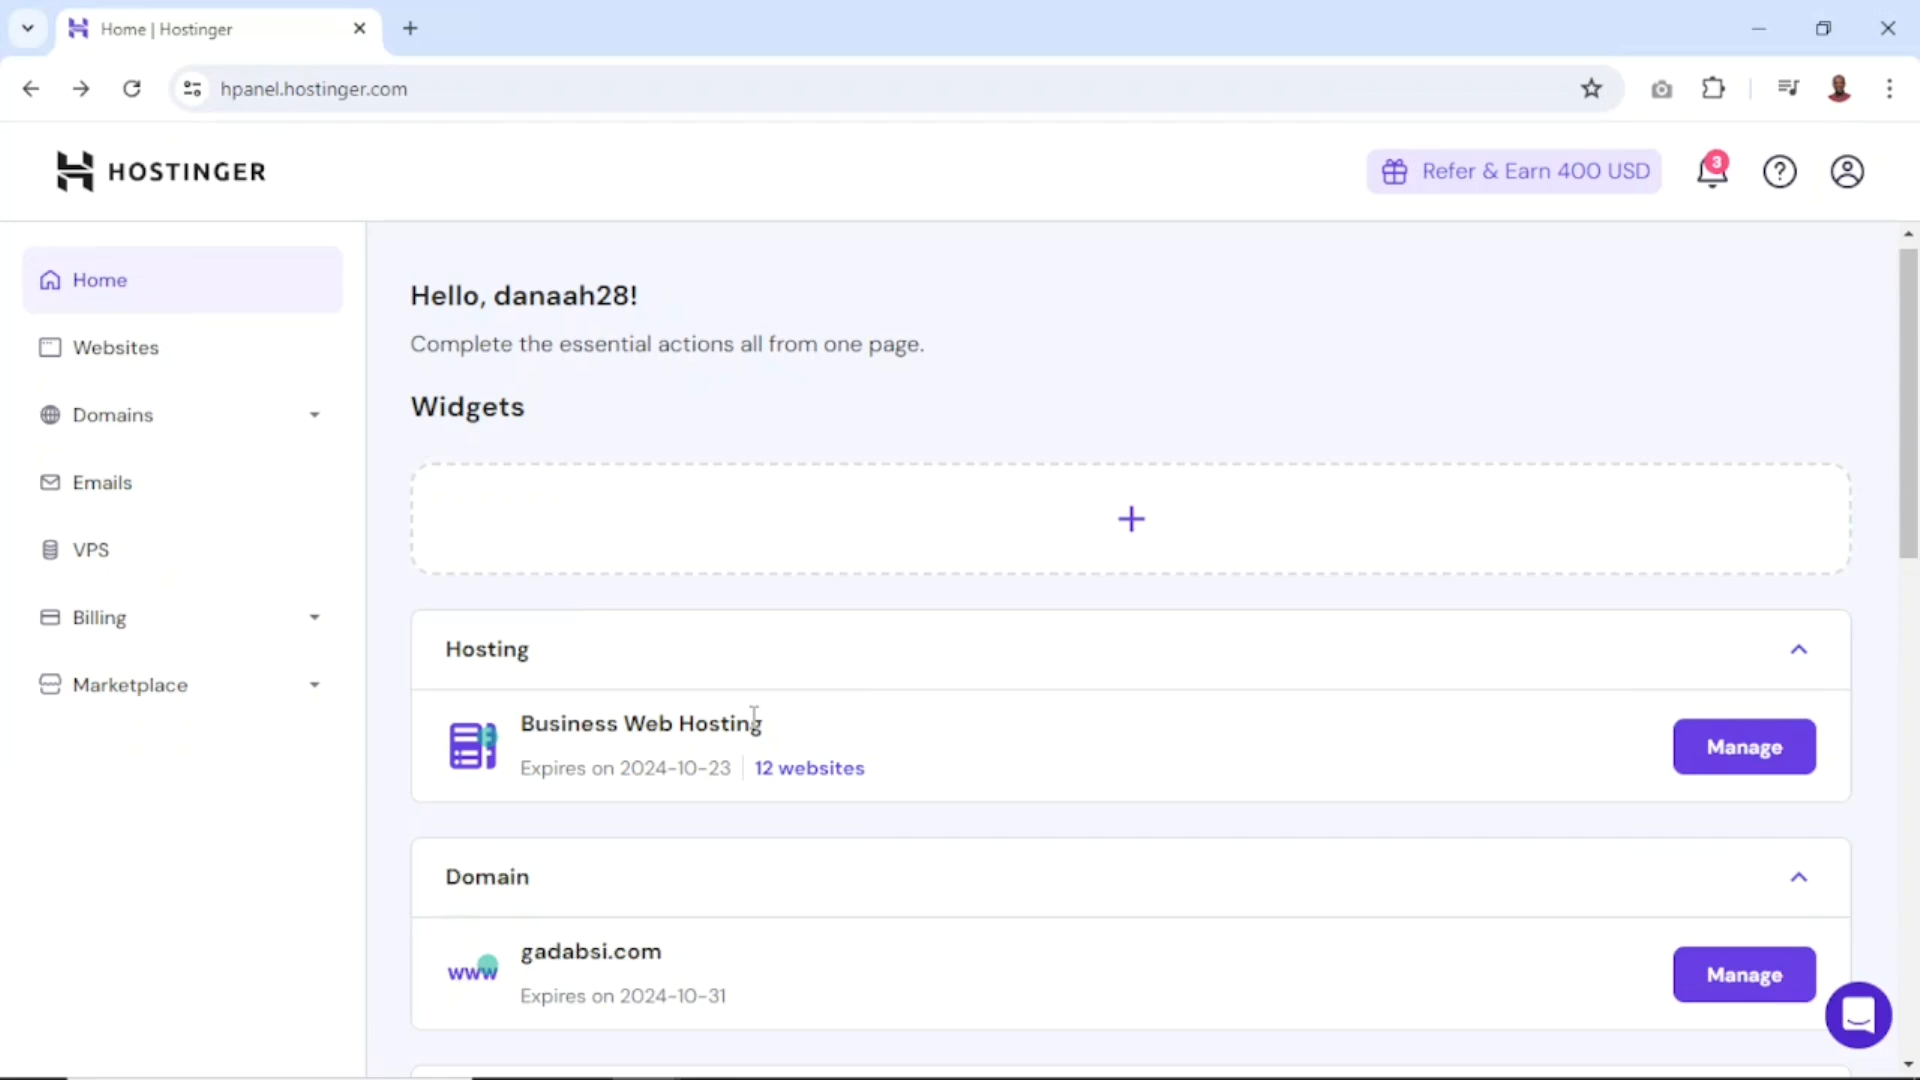 Home | Hostinger
hpanel.hostinger.com
HOSTINGER
Refer & Earn 400 USD
3
Home
Websites
Domains
Emails
VPS
Billing
Marketplace
Hello, danaah28!
Complete the essential actions all from one page.
Widgets
Hosting
Business Web Hosting
Expires on 2024-10-23
12 websites
Manage
Domain
www
gadabsi.com
Expires on 2024-10-31
Manage